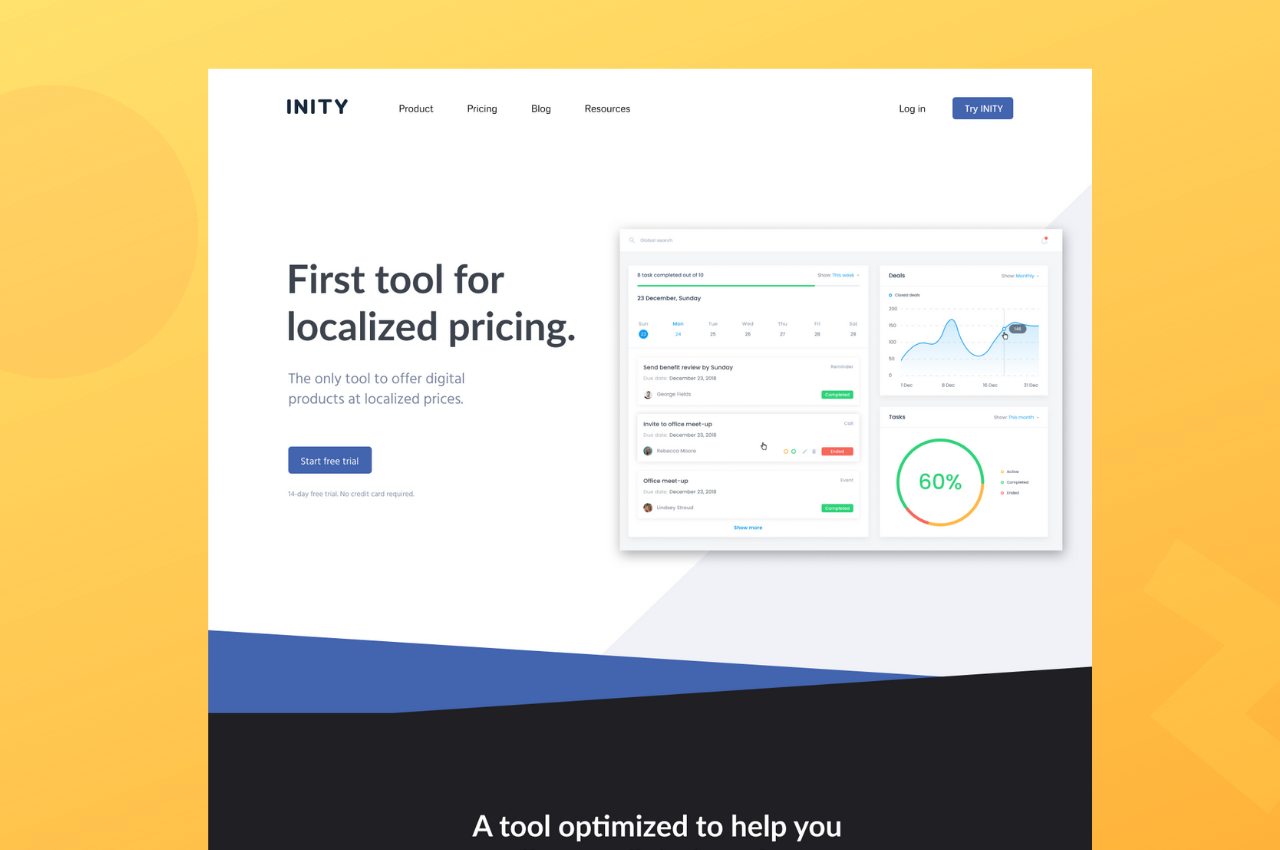 INITY
Product
Pricing
Blog
Resources
Log in
Try INITY
First tool for
localized pricing.
The only tool to offer digital
products at localized prices.
Start free trial
14-day free trial. No credit card required.
Global search
6 task completed out of 10
Show: This week
23 December, Sunday
Sun Mon Tue Wed Thu Fri Sat
23 24 25 26 27 28 29
Send benefit review by Sunday
Reminder
Due date: December 23, 2018
George Fields
Completed
Invite to office meet-up
Call
Due date: December 23, 2018
Rebecca Moore
Ended
Office meet-up
Event
Due date: December 23, 2018
Lindsey Stroud
Completed
Show more
Deals
Show: Monthly
Closed deals
200
150
100
50
0
1 Dec 8 Dec 16 Dec 31 Dec
Tasks
Show: This month
60%
Active
Completed
Ended
A tool optimized to help you